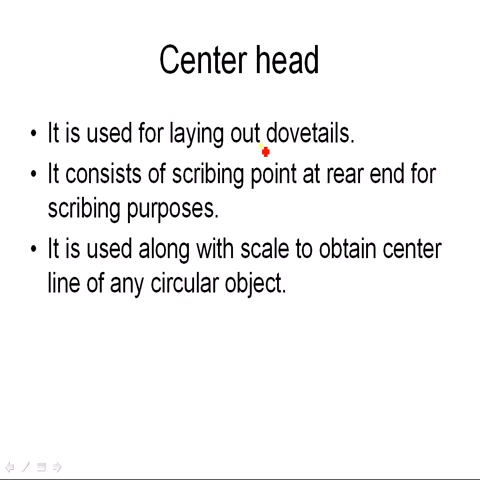 Center head
• It is used for laying out dovetails.
• It consists of scribing point at rear end for
scribing purposes.
• It is used along with scale to obtain center
line of any circular object.